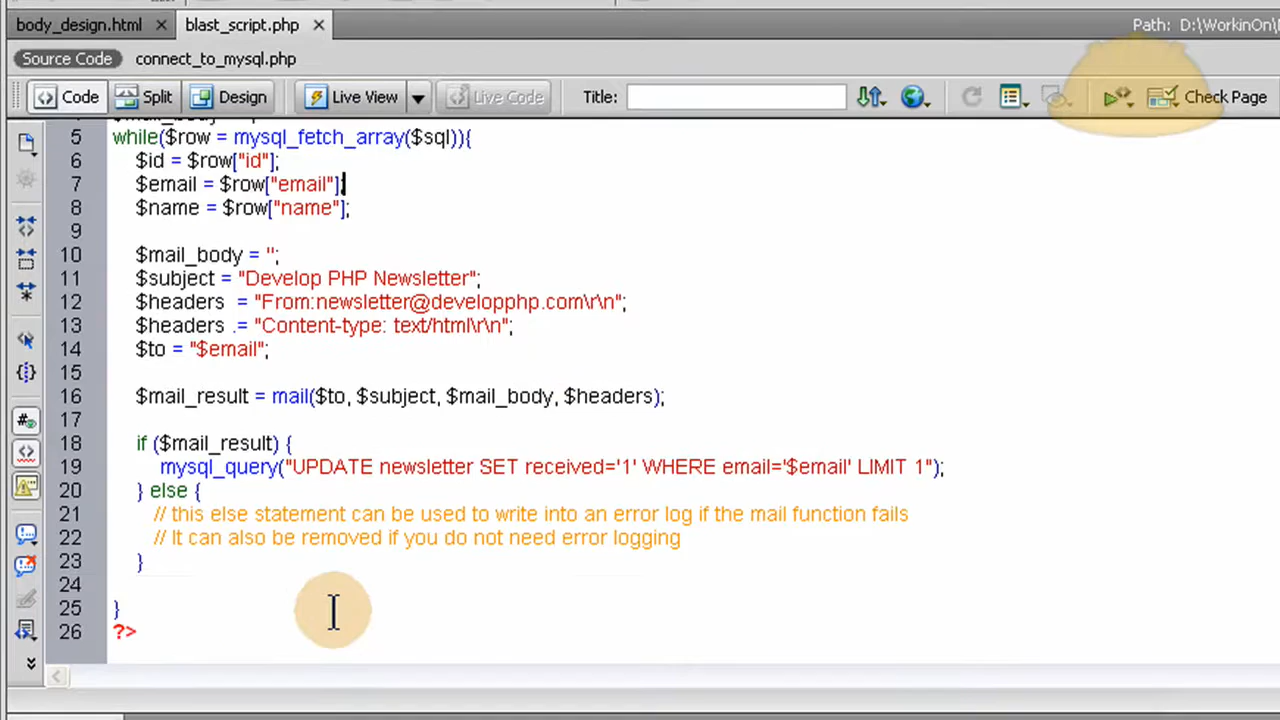 body_design.html × blast_script.php × Path: D:\WorkinOn\
Source Code connect_to_mysql.php
Code Split Design Live View Live Code Title: Check Page
5 while($row = mysql_fetch_array($sql)){
6 $id = $row["id"];
7 $email = $row["email"];
8 $name = $row["name"];
9
10 $mail_body = '';
11 $subject = "Develop PHP Newsletter";
12 $headers  = "From:newsletter@developphp.com\r\n";
13 $headers .= "Content-type: text/html\r\n";
14 $to = "$email";
15
16 $mail_result = mail($to, $subject, $mail_body, $headers);
17
18 if ($mail_result) {
19 mysql_query("UPDATE newsletter SET received='1' WHERE email='$email' LIMIT 1");
20 } else {
21 // this else statement can be used to write into an error log if the mail function fails
22 // It can also be removed if you do not need error logging
23 }
24
25 }
26 ?>